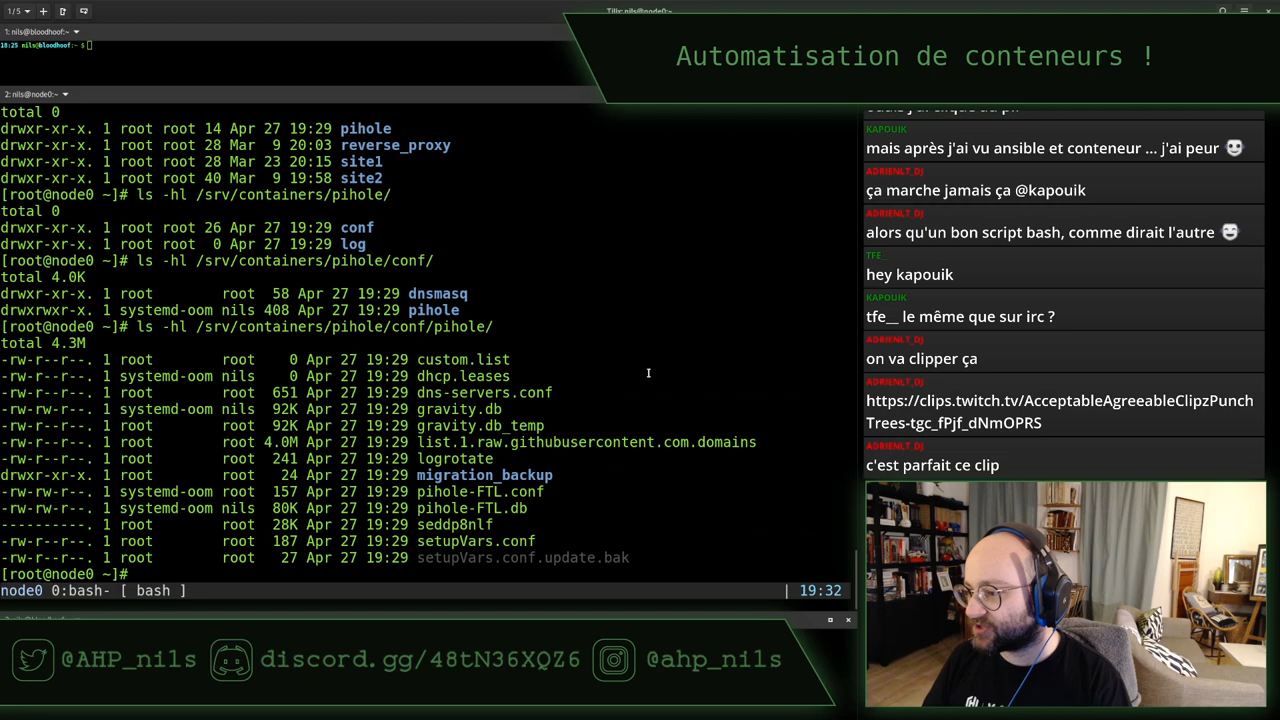 1/5
Tilix: nils@node0:~
1: nils@bloodhoof:~
18:25 nils@bloodhoof:~ $
Automatisation de conteneurs !
2: nils@node0:~
total 0
drwxr-xr-x. 1 root root 14 Apr 27 19:29 pihole
drwxr-xr-x. 1 root root 28 Mar  9 20:03 reverse_proxy
drwxr-xr-x. 1 root root 28 Mar 23 20:15 site1
drwxr-xr-x. 1 root root 40 Mar  9 19:58 site2
[root@node0 ~]# ls -hl /srv/containers/pihole/
total 0
drwxr-xr-x. 1 root root 26 Apr 27 19:29 conf
drwxr-xr-x. 1 root root  0 Apr 27 19:29 log
[root@node0 ~]# ls -hl /srv/containers/pihole/conf/
total 4.0K
drwxr-xr-x. 1 root        root  58 Apr 27 19:29 dnsmasq
drwxrwxr-x. 1 systemd-oom nils 408 Apr 27 19:29 pihole
[root@node0 ~]# ls -hl /srv/containers/pihole/conf/pihole/
total 4.3M
-rw-r--r--. 1 root        root    0 Apr 27 19:29 custom.list
-rw-r--r--. 1 systemd-oom nils    0 Apr 27 19:29 dhcp.leases
-rw-r--r--. 1 root        root  651 Apr 27 19:29 dns-servers.conf
-rw-rw-r--. 1 systemd-oom nils  92K Apr 27 19:29 gravity.db
-rw-rw-r--. 1 root        root  92K Apr 27 19:29 gravity.db_temp
-rw-r--r--. 1 root        root 4.0M Apr 27 19:29 list.1.raw.githubusercontent.com.domains
-rw-r--r--. 1 root        root  241 Apr 27 19:29 logrotate
drwxr-xr-x. 1 root        root   24 Apr 27 19:29 migration_backup
-rw-rw-r--. 1 systemd-oom root  157 Apr 27 19:29 pihole-FTL.conf
-rw-rw-r--. 1 systemd-oom nils  80K Apr 27 19:29 pihole-FTL.db
----------. 1 root        root  28K Apr 27 19:29 seddp8nlf
-rw-r--r--. 1 root        root  187 Apr 27 19:29 setupVars.conf
-rw-r--r--. 1 root        root   27 Apr 27 19:29 setupVars.conf.update.bak
[root@node0 ~]#
node0 0:bash- [ bash ] | 19:32
KAPOUIK
mais après j'ai vu ansible et conteneur ... j'ai peur
ADRIENLT_DJ
ça marche jamais ça @kapouik
ADRIENLT_DJ
alors qu'un bon script bash, comme dirait l'autre
TFE_
hey kapouik
KAPOUIK
tfe__ le même que sur irc ?
ADRIENLT_DJ
on va clipper ça
ADRIENLT_DJ
https://clips.twitch.tv/AcceptableAgreeableClipzPunch
Trees-tgc_fPjf_dNmOPRS
ADRIENLT_DJ
c'est parfait ce clip
@AHP_nils discord.gg/48tN36XQZ6 @ahp_nils